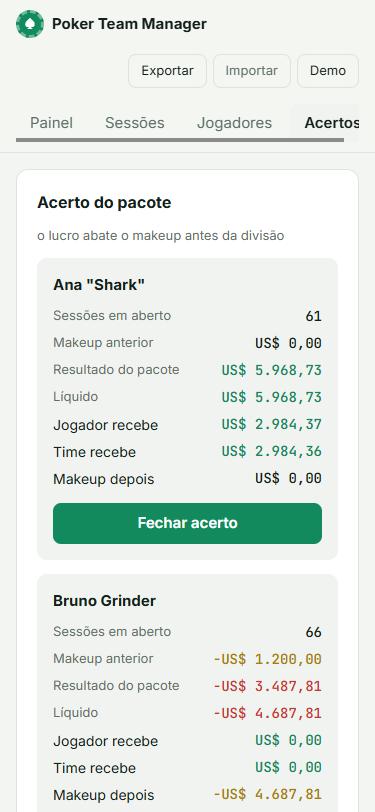 Poker Team Manager
Exportar Importar Demo
Painel Sessões Jogadores Acertos
Acerto do pacote
o lucro abate o makeup antes da divisão
Ana "Shark"
Sessões em aberto 61
Makeup anterior US$ 0,00
Resultado do pacote US$ 5.968,73
Líquido US$ 5.968,73
Jogador recebe US$ 2.984,37
Time recebe US$ 2.984,36
Makeup depois US$ 0,00
Fechar acerto
Bruno Grinder
Sessões em aberto 66
Makeup anterior -US$ 1.200,00
Resultado do pacote -US$ 3.487,81
Líquido -US$ 4.687,81
Jogador recebe US$ 0,00
Time recebe US$ 0,00
Makeup depois -US$ 4.687,81